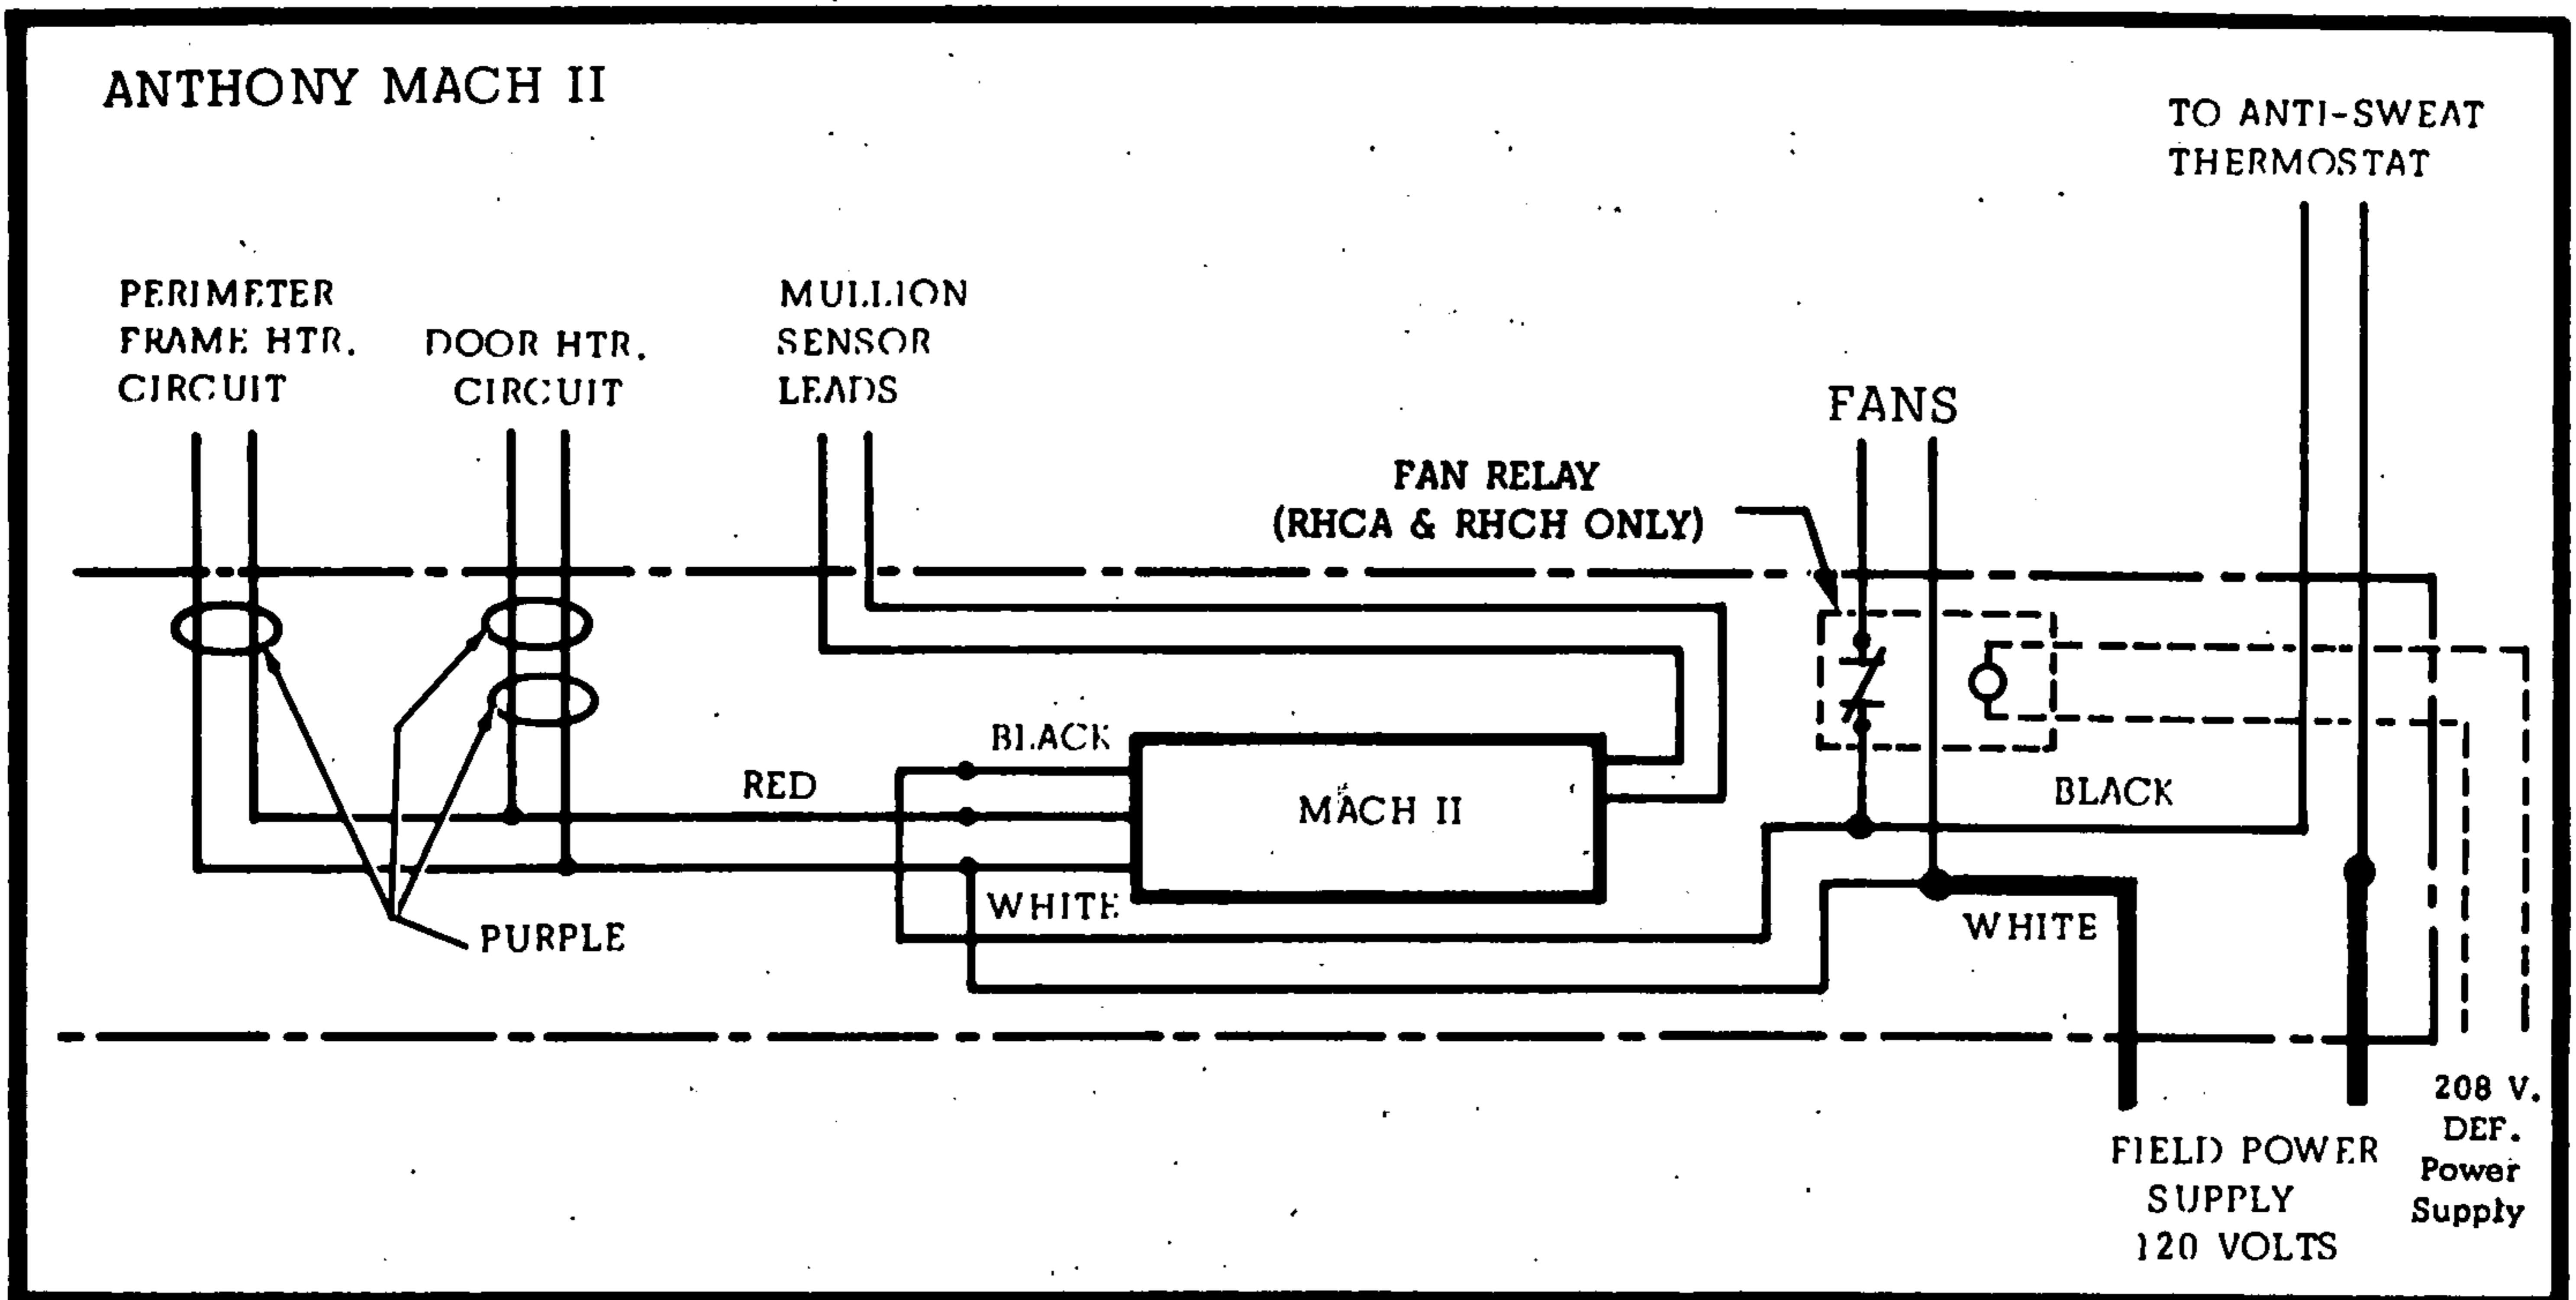 ANTHONY MACH II
TO ANTI-SWEAT
THERMOSTAT
PERIMETER
FRAME HTR.
CIRCUIT
DOOR HTR.
CIRCUIT
MULLION
SENSOR
LEADS
FANS
FAN RELAY
(RHCA & RHCH ONLY)
BLACK
RED
MACH II
BLACK
WHITE
PURPLE
WHITE
208 V.
DEF.
Power
Supply
FIELD POWER
SUPPLY
120 VOLTS